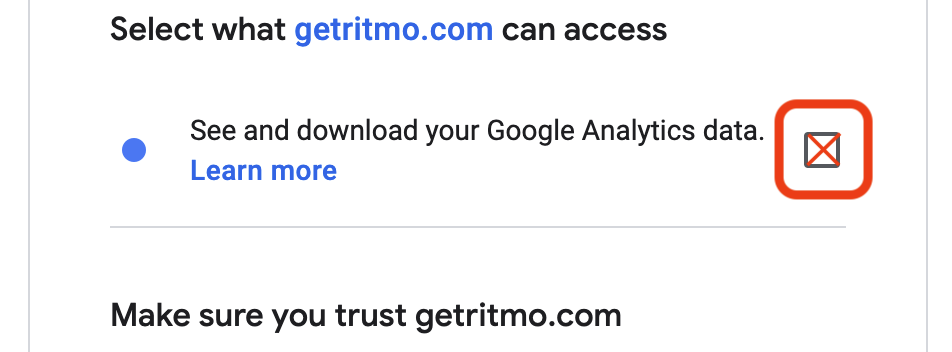 Select what getritmo.com can access
See and download your Google Analytics data.
Learn more
Make sure you trust getritmo.com